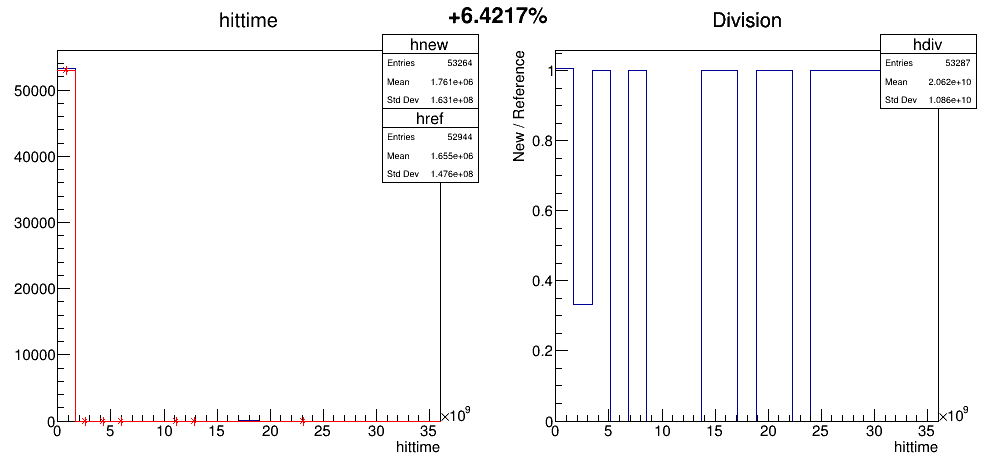 +6.4217%
hittime
hnew
Entries 53264
Mean 1.761e+06
Std Dev 1.631e+08
href
Entries 52944
Mean 1.655e+06
Std Dev 1.476e+08
50000
40000
30000
20000
10000
0
0 5 10 15 20 25 30 35
×10⁹
hittime
Division
hdiv
Entries 53287
Mean 2.062e+10
Std Dev 1.086e+10
New / Reference
1
0.8
0.6
0.4
0.2
0
0 5 10 15 20 25 30 35
×10⁹
hittime